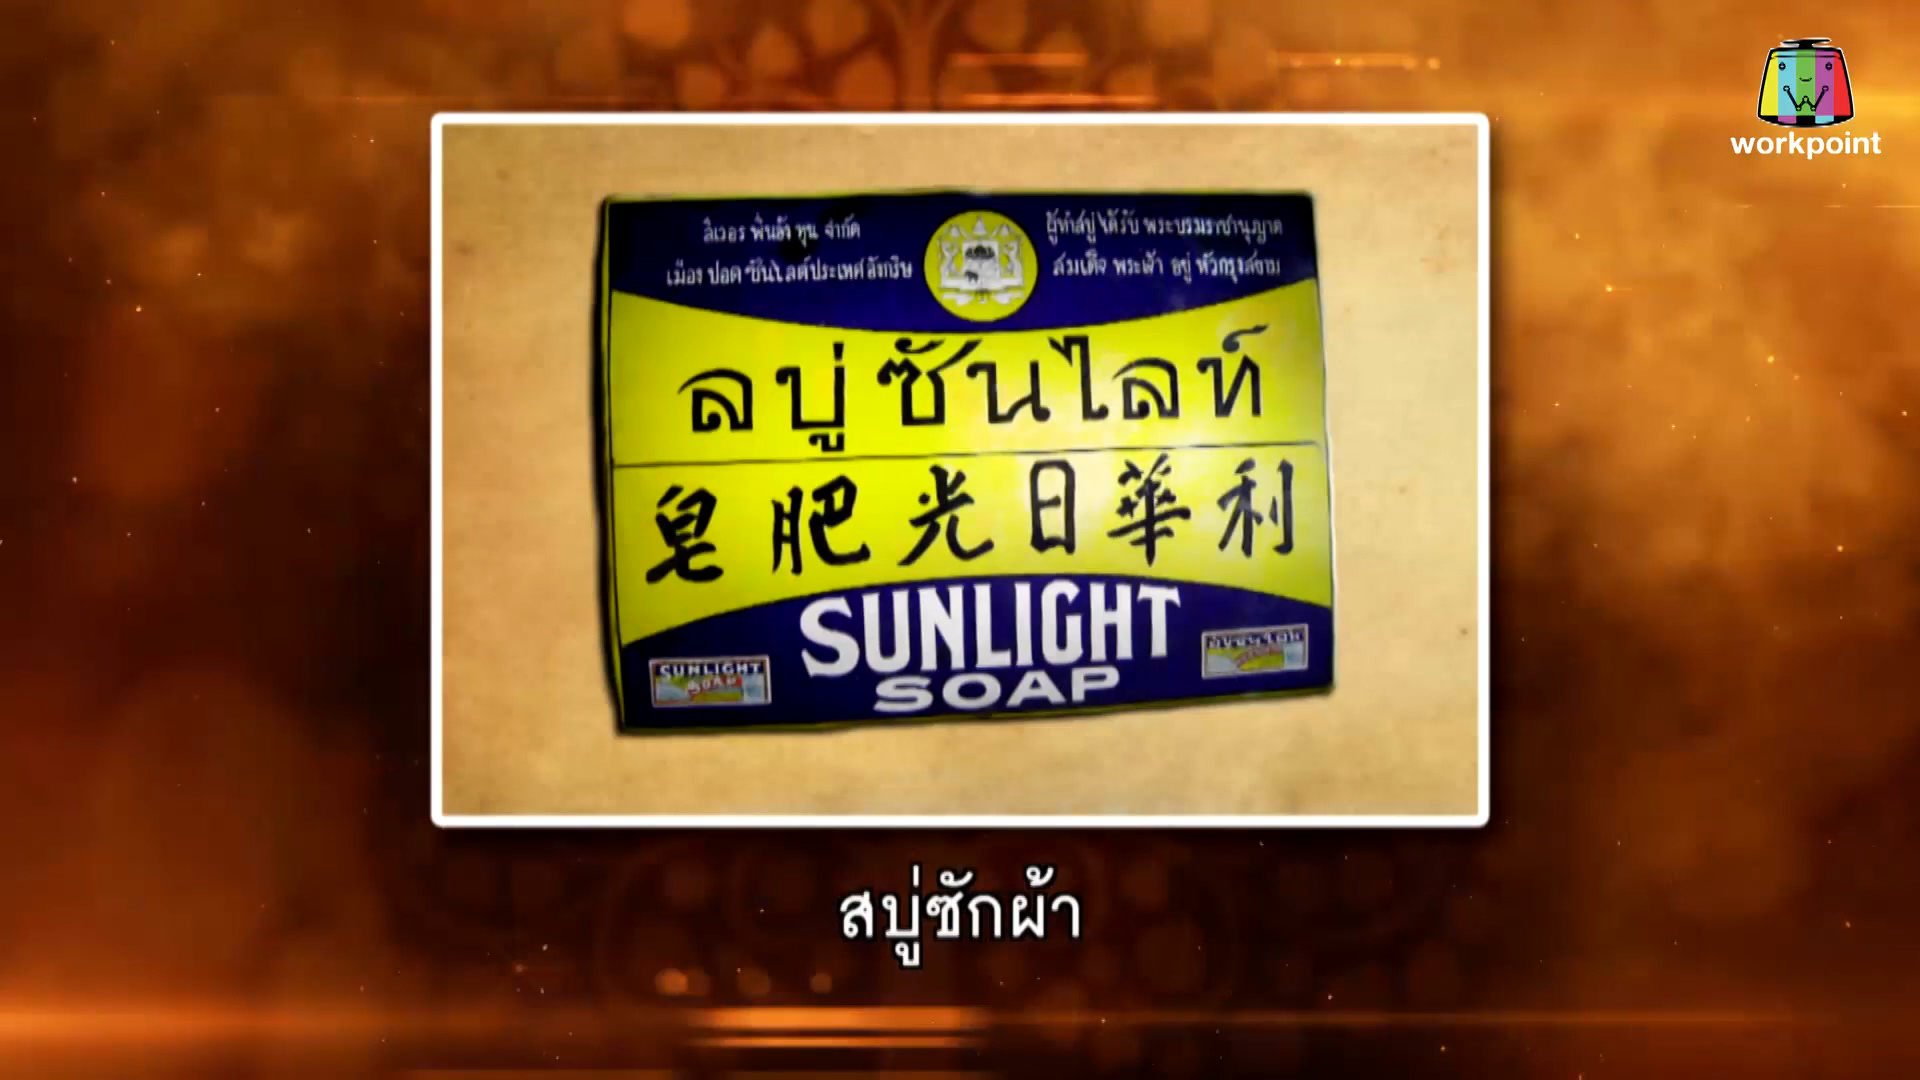 workpoint
ลิเวอร พี่นอัง ทุน จำกัด
เมือง ปอด ซันไลต์ประเทศ อังกริษ
ผู้ทำสบู่ ได้รับ พระบรมราชานุญาต
สมเด็จ พระเจ้า อยู่ หัวกรุงสยาม
ลบู่ซันไลท์
皂肥光日華利
SUNLIGHT
SOAP
SUNLIGHT
SOAP
สบู่ซักผ้า